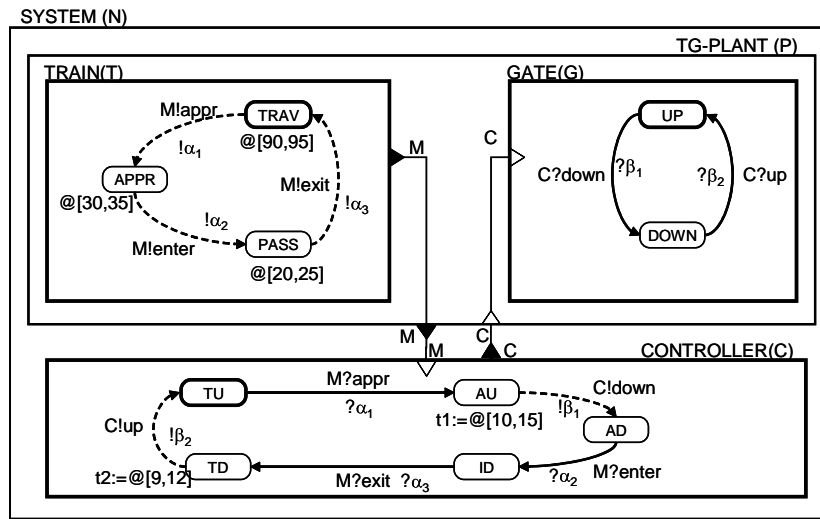 SYSTEM (N)
TG-PLANT (P)
TRAIN(T)
GATE(G)
M!appr
TRAV
!α1
@[90,95]
APPR
@[30,35]
M!exit
!α3
!α2
M!enter
PASS
@[20,25]
M
C
UP
C?down
?β1
?β2
C?up
DOWN
M
C
M
C
CONTROLLER(C)
TU
M?appr
?α1
AU
t1:=@[10,15]
C!down
!β1
AD
C!up
!β2
t2:=@[9,12]
TD
M?exit ?α3
ID
?α2
M?enter